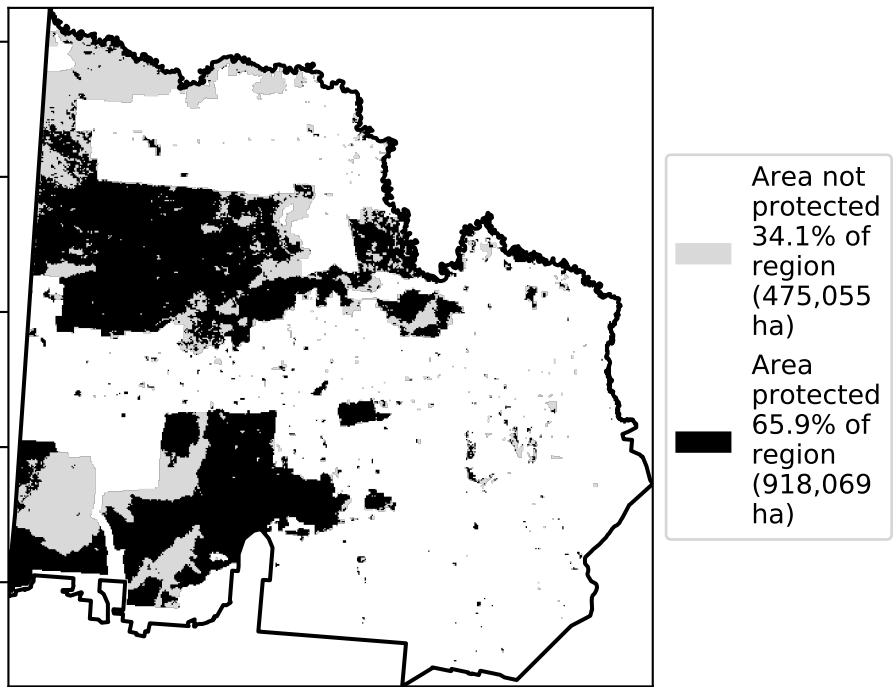 Area not
protected
34.1% of
region
(475,055
ha)
Area
protected
65.9% of
region
(918,069
ha)